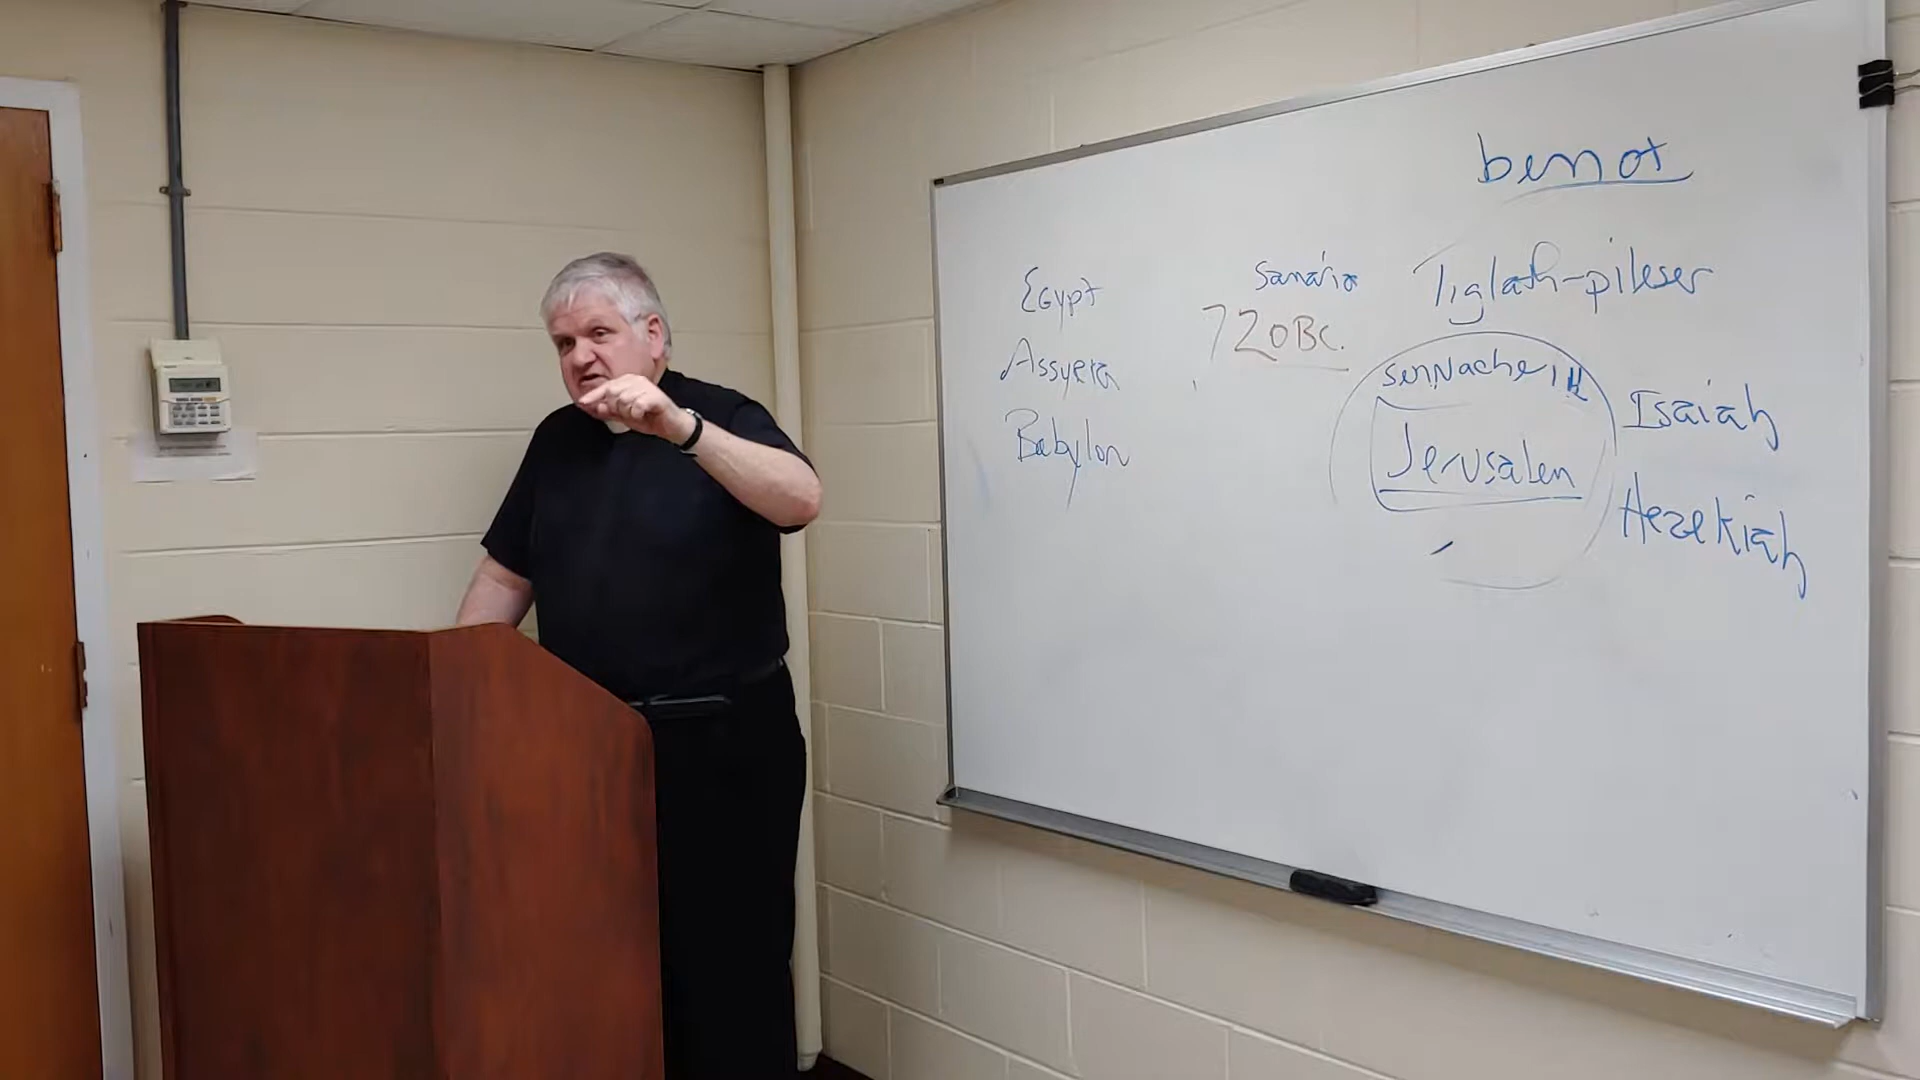 benot
Egypt
Assyria
Babylon
Samaria
720BC.
Tiglath-pileser
Sennacherib
Jerusalem
Isaiah
Hezekiah